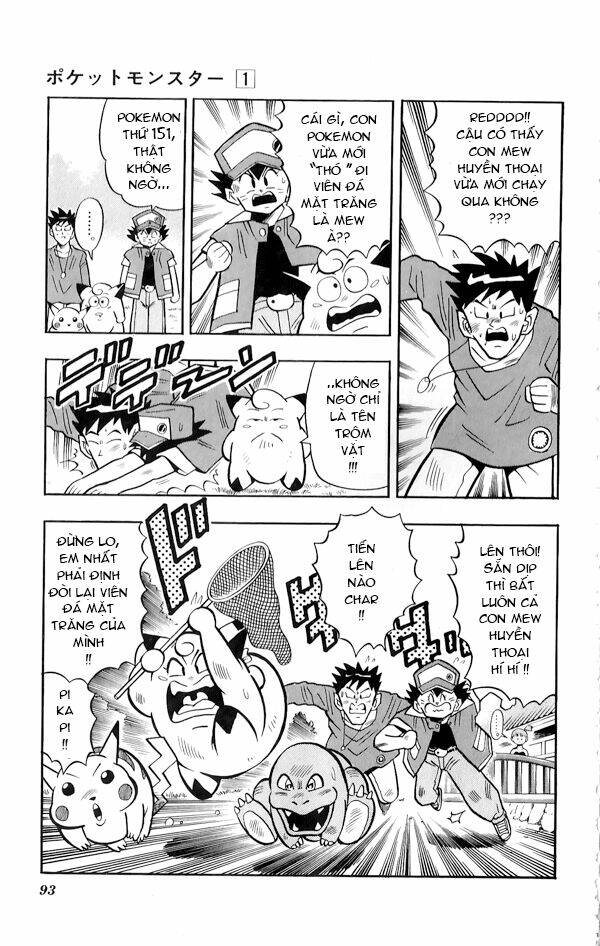 ポケットモンスター 1
REDDDD!!
CẬU CÓ THẤY
CON MEW
HUYỀN THOẠI
VỪA MỚI CHẠY
QUA KHÔNG
???
CÁI GÌ, CON
POKEMON
VỪA MỚI
"THÓ" ĐI
VIÊN ĐÁ
MẶT TRĂNG
LÀ MEW
À??
POKEMON
THỨ 151,
THẬT
KHÔNG
NGỜ...
......
..KHÔNG
NGỜ CHỈ
LÀ TÊN
TRỘM
VẶT
!!!
LÊN THÔI!
SẲN DỊP
THÌ BẤT
LUÔN CẢ
CON MEW
HUYỀN
THOẠI
HÍ HÍ !!
TIẾN
LÊN
NÀO
CHAR
!!
ĐỪNG LO,
EM NHẤT
PHẢI ĐỊNH
ĐÒI LẠI VIÊN
ĐÁ MẶT
TRĂNG CỦA
MÌNH
!!
PI
KA
PI
!!
93